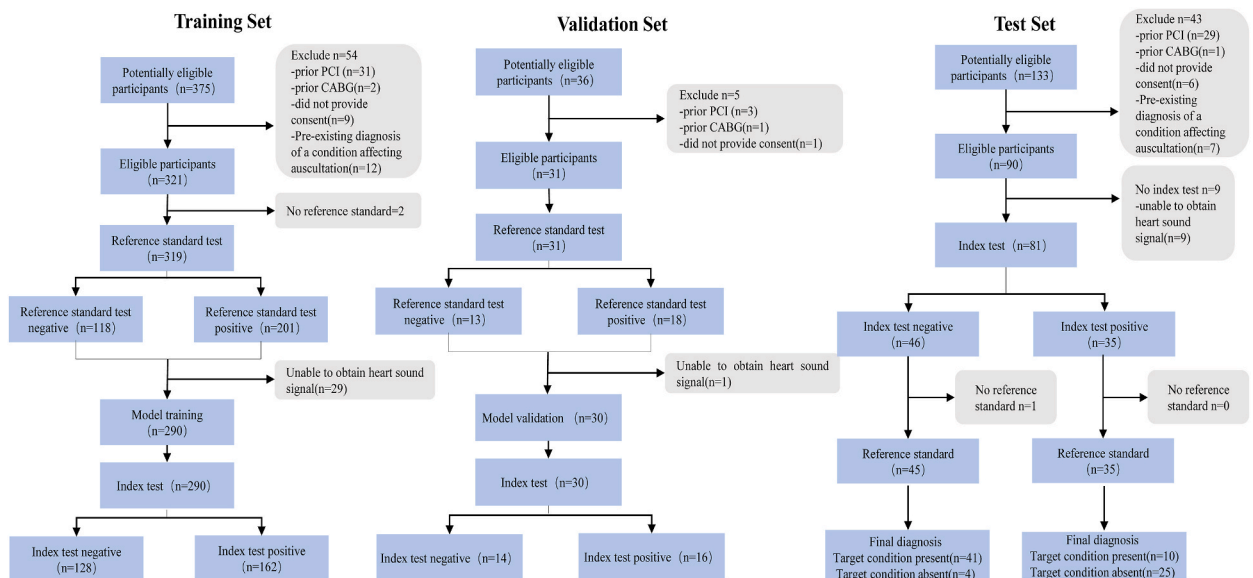 Training Set
Exclude n=54
-prior PCI (n=31)
-prior CABG(n=2)
-did not provide
consent(n=9)
-Pre-existing diagnosis
of a condition affecting
auscultation(n=12)
Potentially eligible
participants (n=375)
Eligible participants
(n=321)
No reference standard=2
Reference standard test
(n=319)
Reference standard test
negative (n=118)
Reference standard test
positive (n=201)
Unable to obtain heart sound
signal(n=29)
Model training
(n=290)
Index test (n=290)
Index test negative
(n=128)
Index test positive
(n=162)
Validation Set
Potentially eligible
participants (n=36)
Exclude n=5
-prior PCI(n=3)
-prior CABG(n=1)
-did not provide consent(n=1)
Eligible participants
(n=31)
Reference standard test
(n=31)
Reference standard test
negative (n=13)
Reference standard test
positive (n=18)
Unable to obtain heart sound
signal(n=1)
Model validation (n=30)
Index test (n=30)
Index test negative (n=14)
Index test positive (n=16)
Test Set
Exclude n=43
-prior PCI (n=29)
-prior CABG(n=1)
-did not provide
consent(n=6)
-Pre-existing
diagnosis of a
condition affecting
auscultation(n=7)
Potentially eligible
participants (n=133)
Eligible participants
(n=90)
No index test n=9
-unable to obtain
heart sound
signal(n=9)
Index test (n=81)
Index test negative
(n=46)
Index test positive
(n=35)
No reference
standard n=1
No reference
standard n=0
Reference standard
(n=45)
Reference standard
(n=35)
Final diagnosis
Target condition present(n=41)
Target condition absent(n=4)
Final diagnosis
Target condition present(n=10)
Target condition absent(n=25)